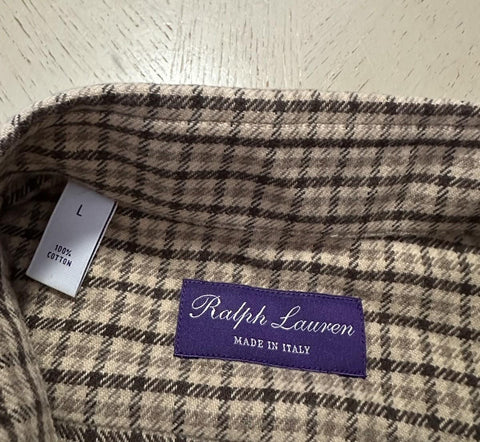 L
100%
COTTON
Ralph Lauren
MADE IN ITALY